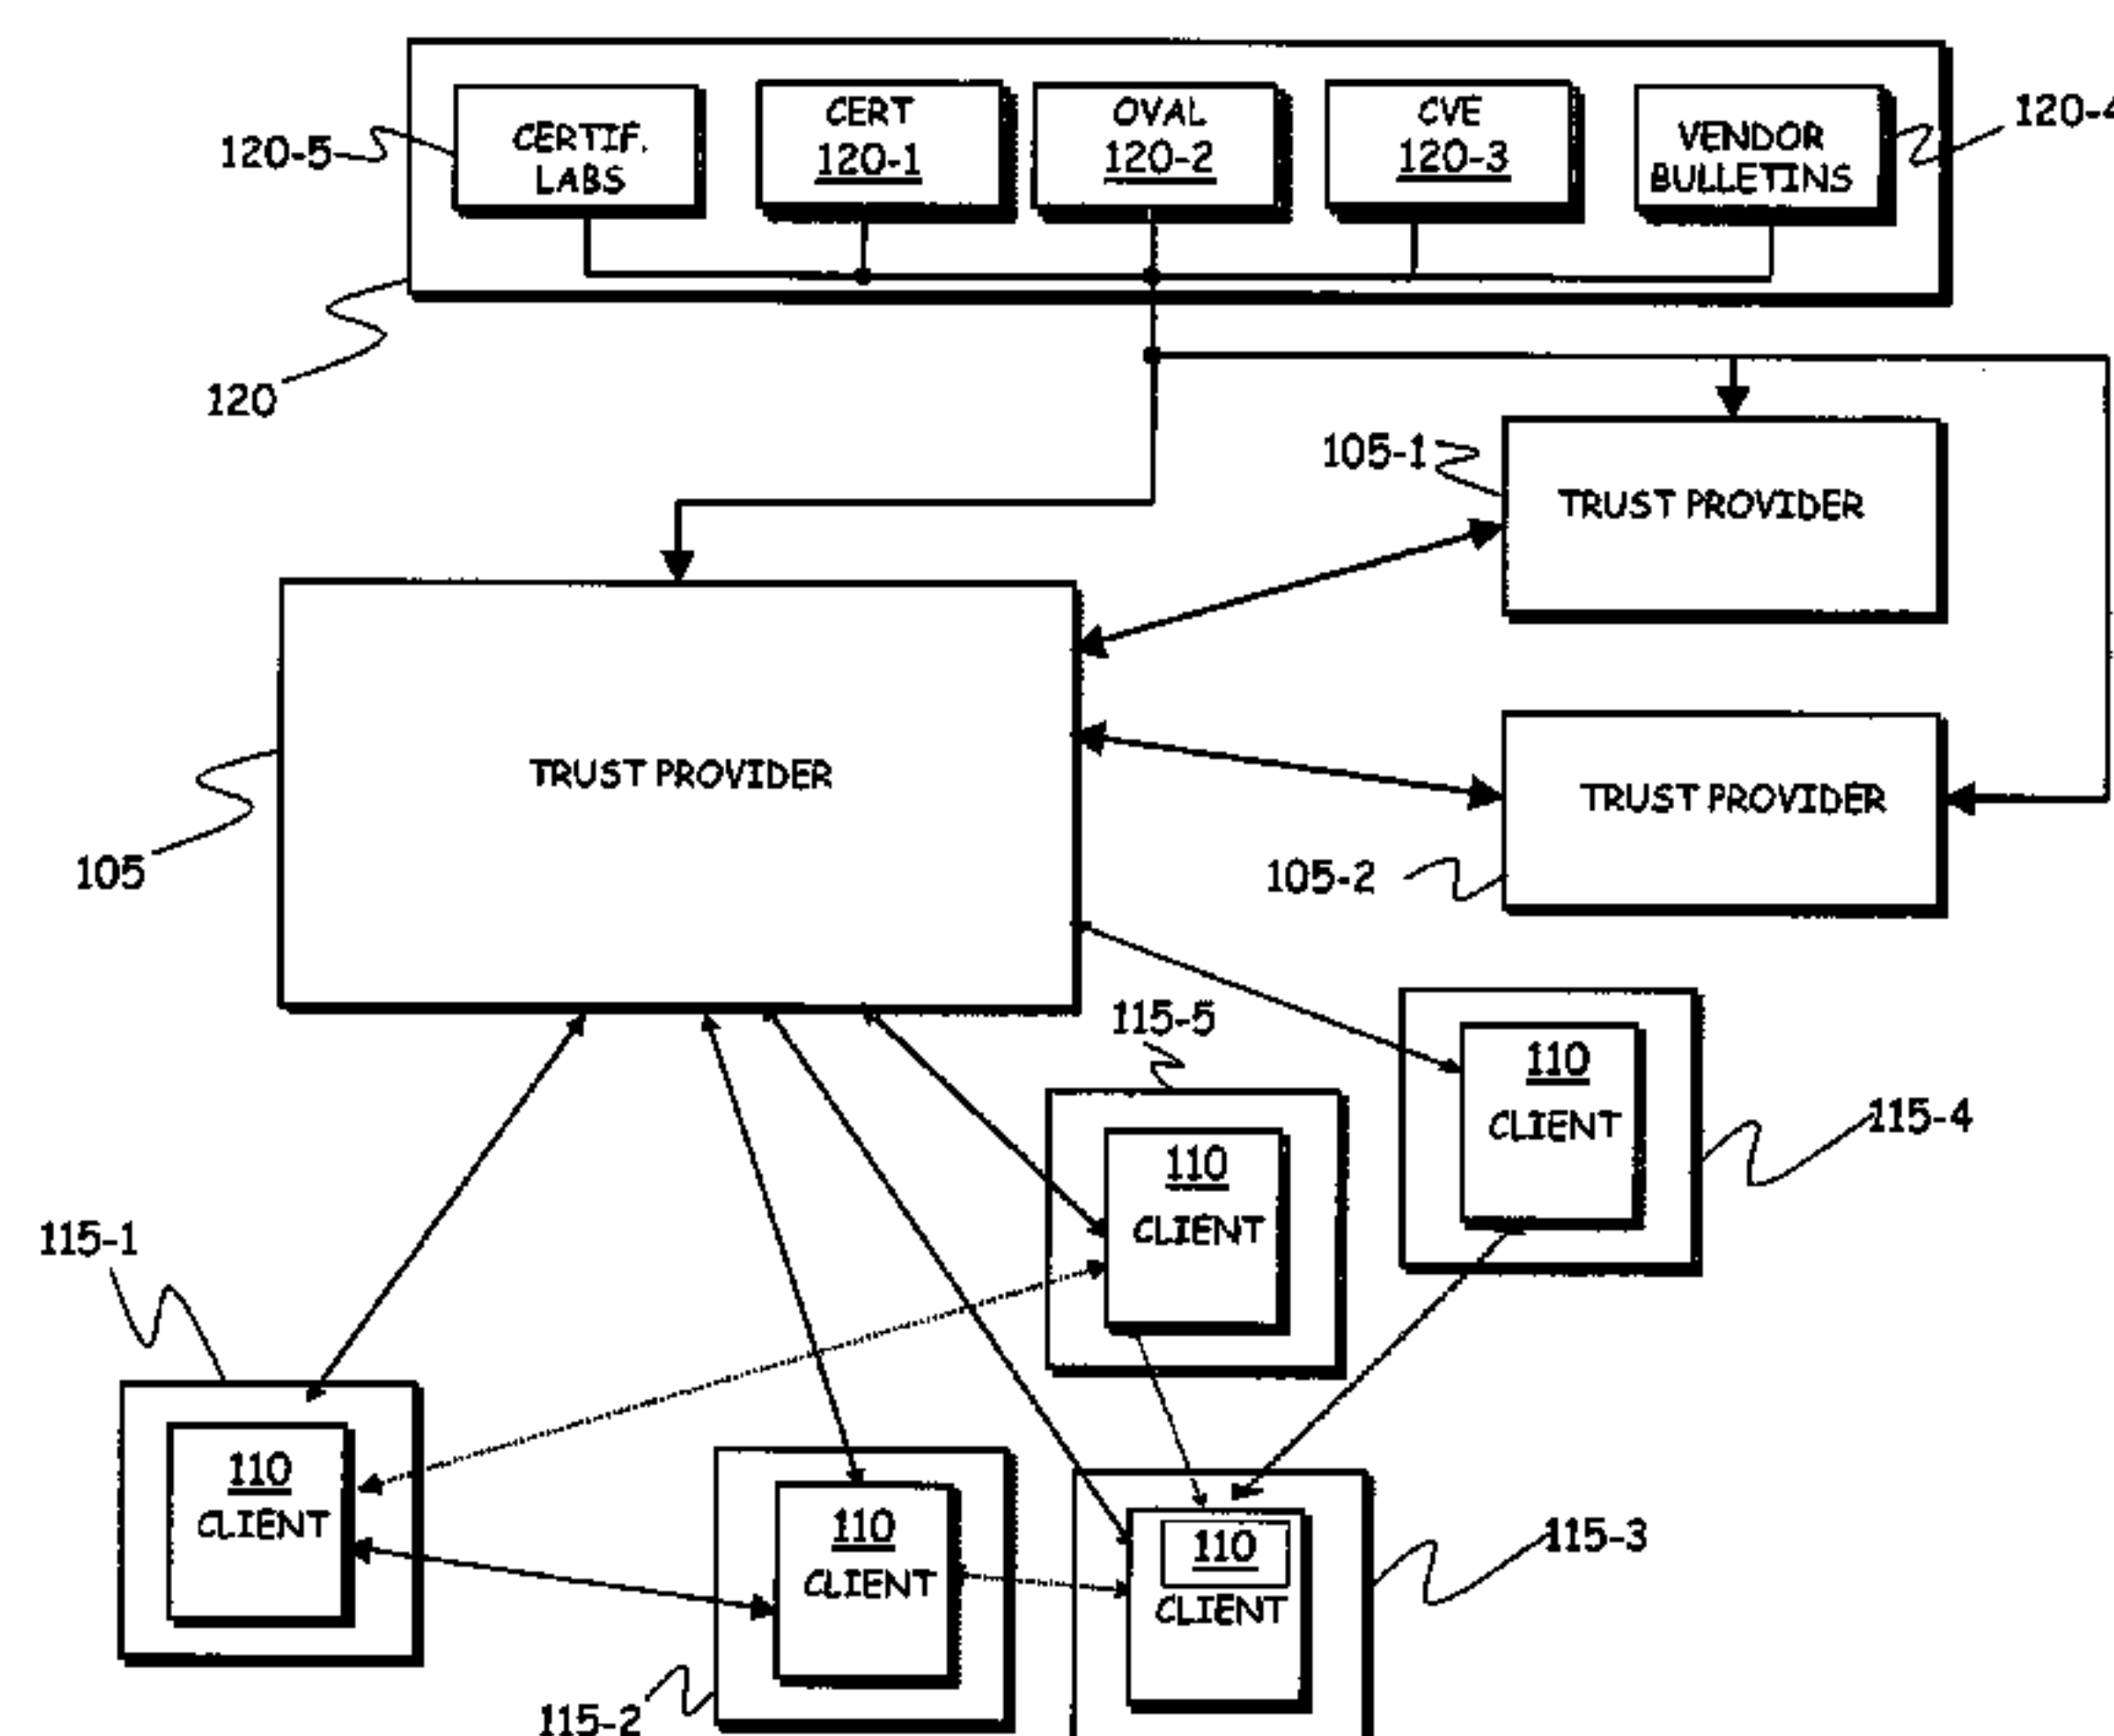 120-5
CERTIF.
LABS
CERT
120-1
OVAL
120-2
CVE
120-3
VENDOR
BULLETINS
120-4
120
105-1
TRUST PROVIDER
TRUST PROVIDER
105
TRUST PROVIDER
105-2
115-5
110
CLIENT
110
CLIENT
115-4
115-1
110
CLIENT
110
CLIENT
110
CLIENT
115-3
115-2